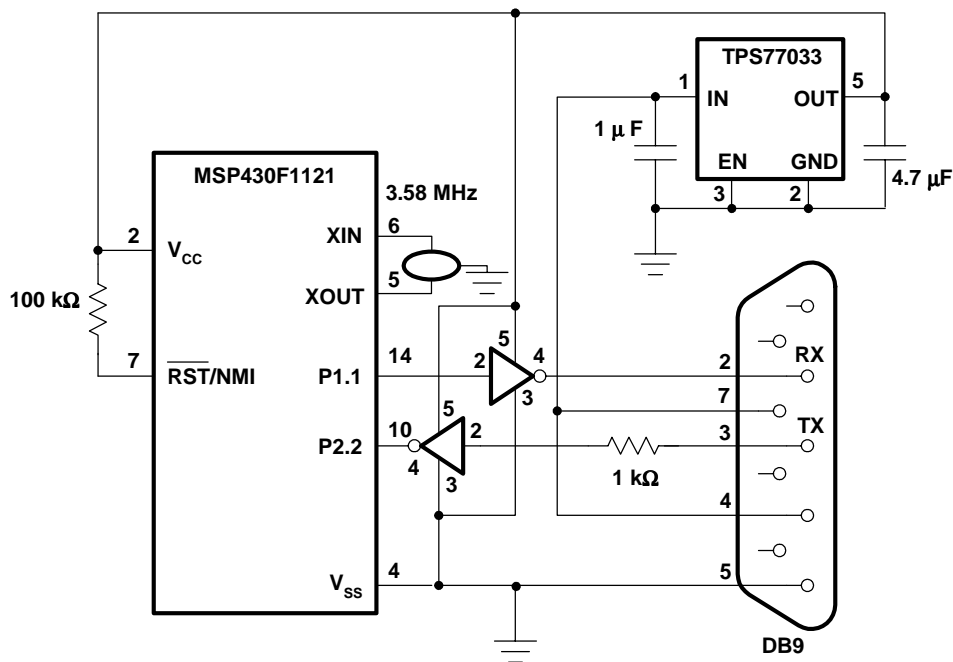 TPS77033
1
IN
OUT
5
1 μ F
EN
GND
4.7 μF
3
2
MSP430F1121
3.58 MHz
XIN
6
2
VCC
XOUT
5
100 kΩ
7
RST/NMI
P1.1
14
2
5
4
3
2
RX
7
P2.2
10
5
4
2
3
1 kΩ
3
TX
4
VSS
4
5
DB9